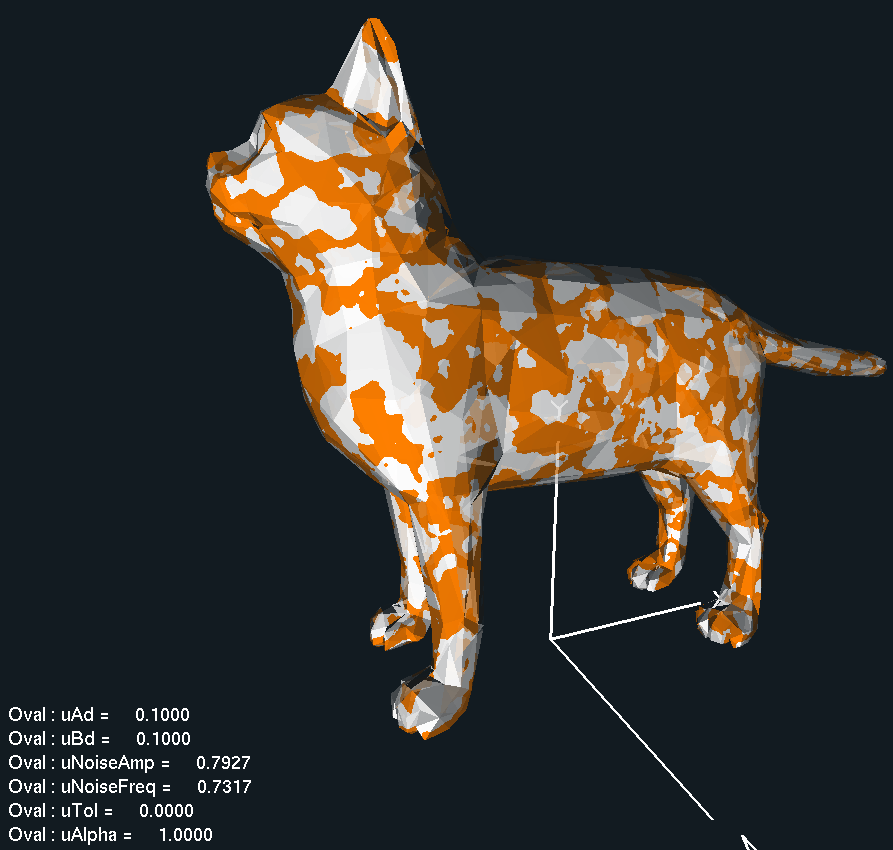 Y
X
Oval : uAd = 0.1000
Oval : uBd = 0.1000
Oval : uNoiseAmp = 0.7927
Oval : uNoiseFreq = 0.7317
Oval : uTol = 0.0000
Oval : uAlpha = 1.0000